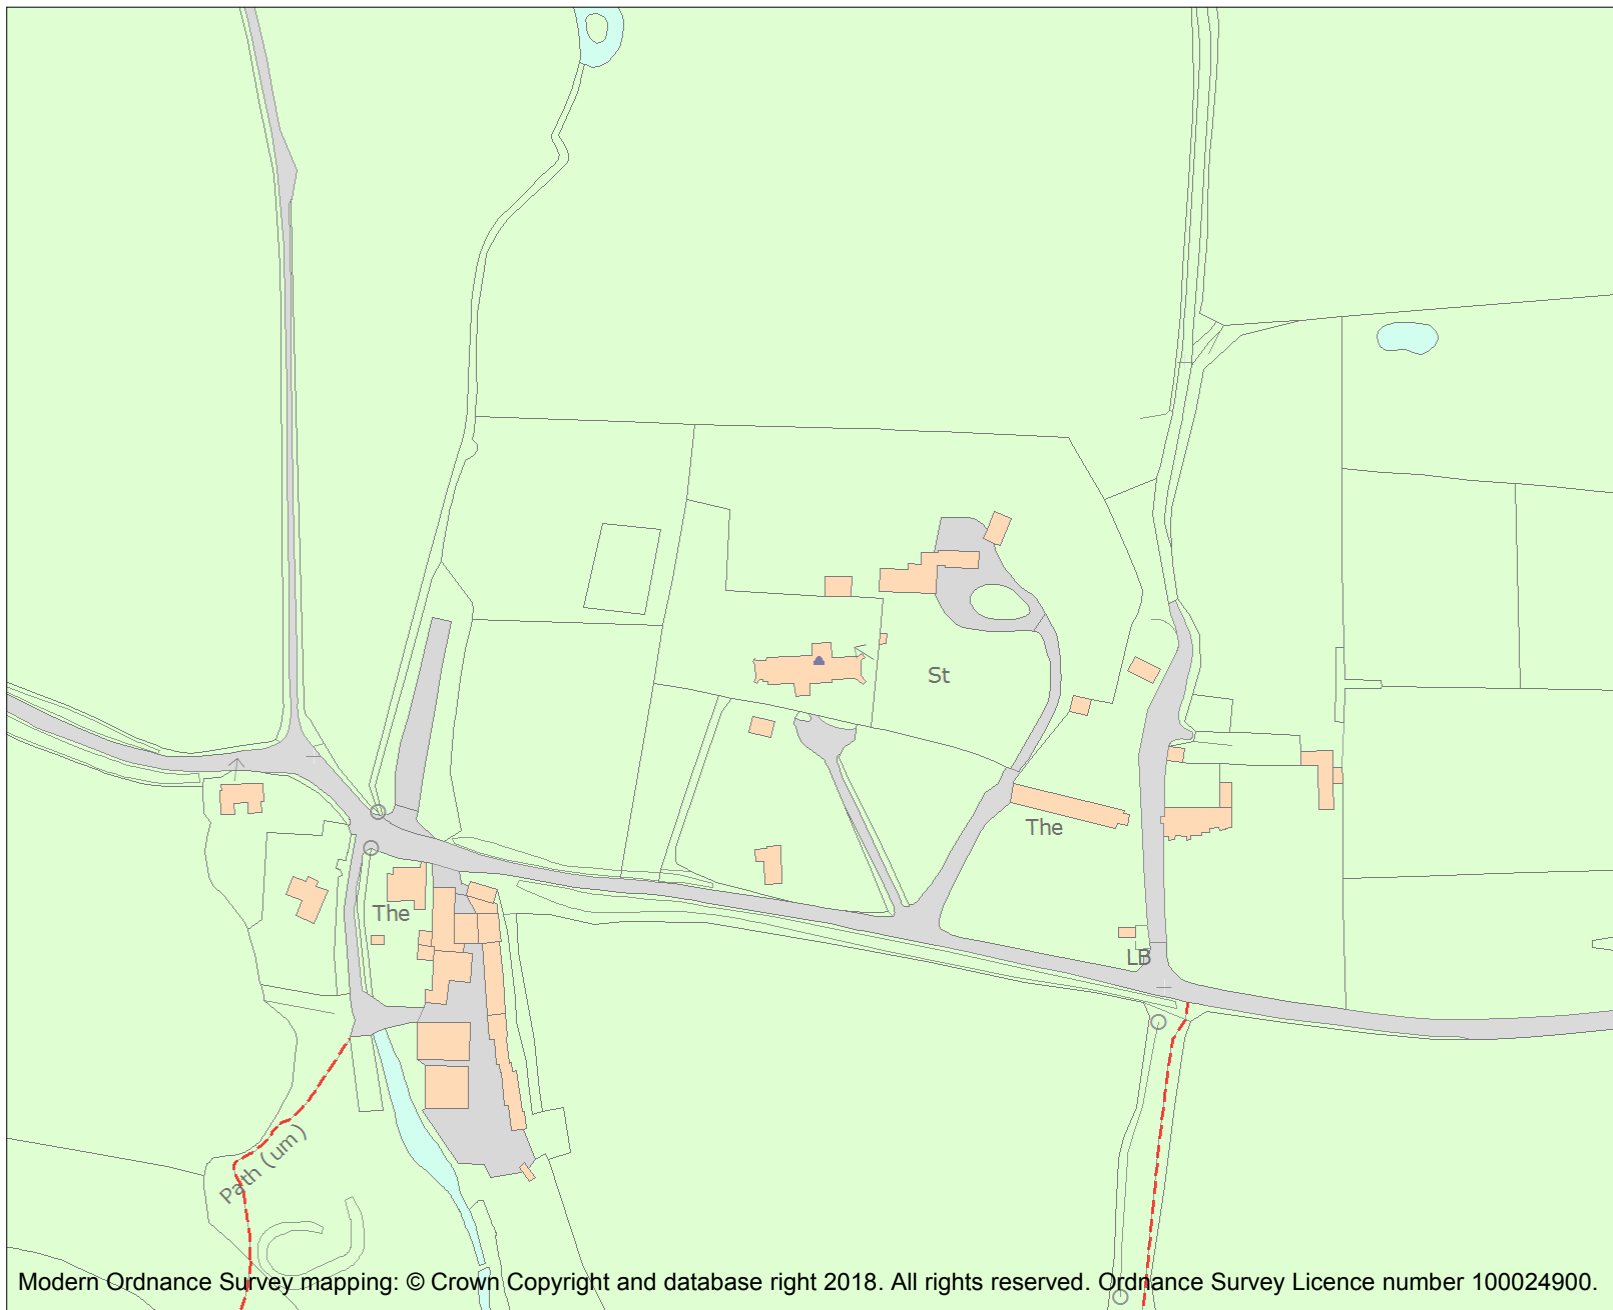 St
The
The
LB
Path (um)
Modern Ordnance Survey mapping: © Crown Copyright and database right 2018. All rights reserved. Ordnance Survey Licence number 100024900.